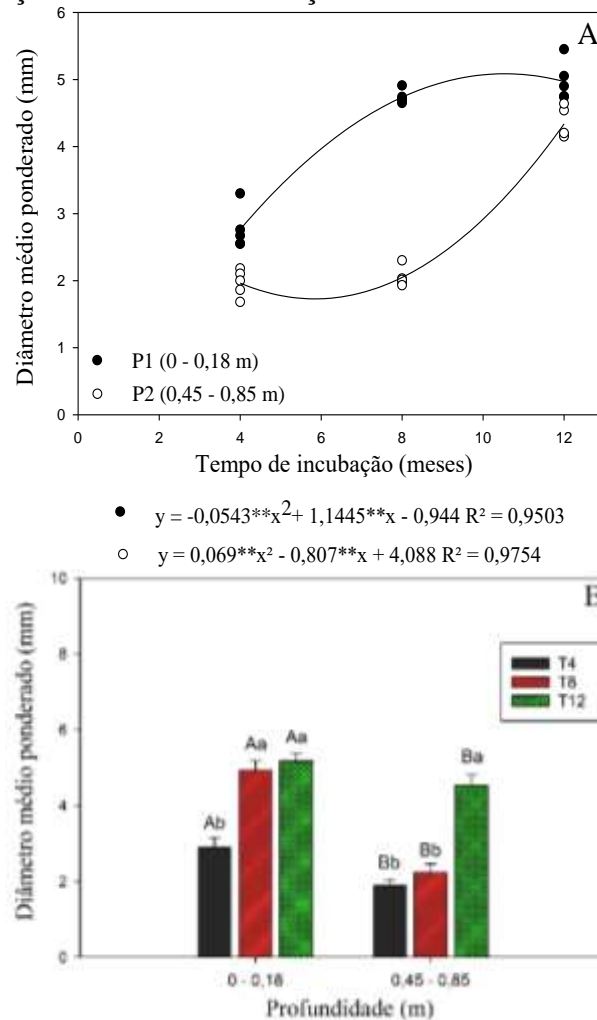 A
Diâmetro médio ponderado (mm)
6
5
4
3
2
1
0
P1 (0 - 0,18 m)
P2 (0,45 - 0,85 m)
0 2 4 6 8 10 12
Tempo de incubação (meses)
y = -0,0543**x2+ 1,1445**x - 0,944 R² = 0,9503
y = 0,069**x² - 0,807**x + 4,088 R² = 0,9754
Diâmetro médio ponderado (mm)
10
8
6
4
2
0
T4
T8
T12
Ab Aa Aa Bb Bb Ba
0 - 0,18 0,45 - 0,85
Profundidade (m)